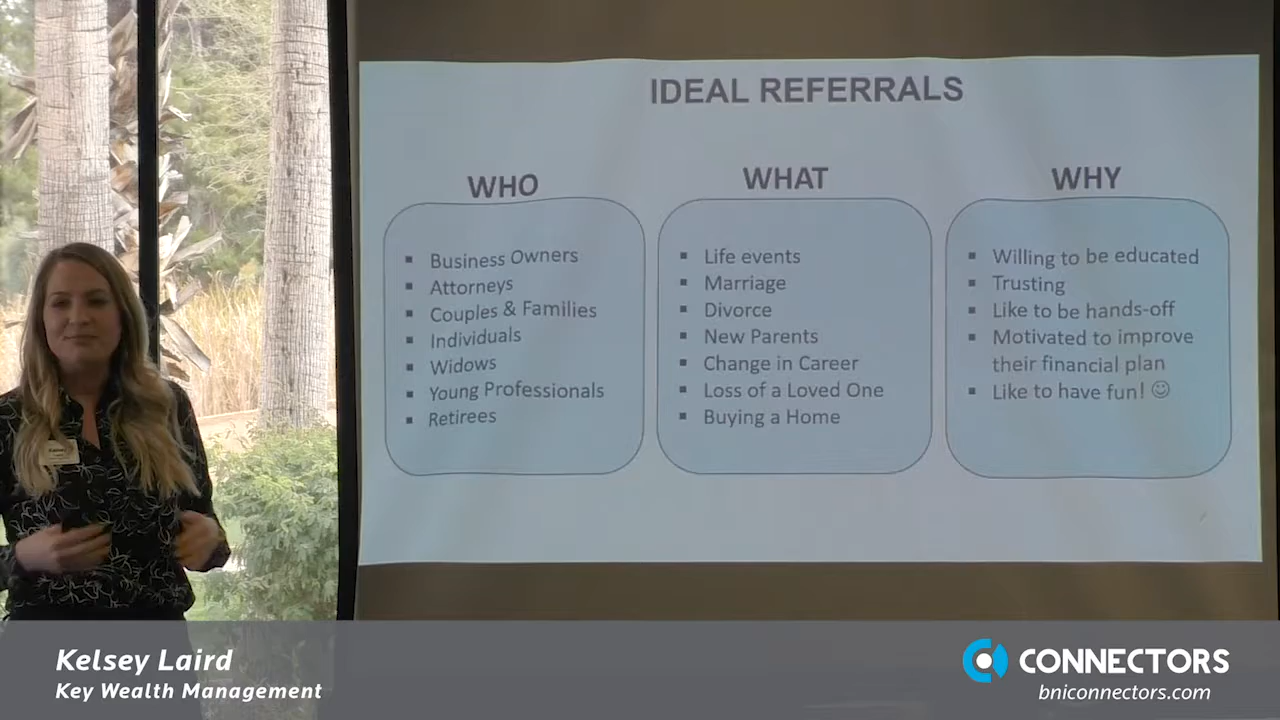 IDEAL REFERRALS
WHO
Business Owners
Attorneys
Couples & Families
Individuals
Widows
Young Professionals
Retirees
WHAT
Life events
Marriage
Divorce
New Parents
Change in Career
Loss of a Loved One
Buying a Home
WHY
Willing to be educated
Trusting
Like to be hands-off
Motivated to improve
their financial plan
Like to have fun! ☺
Kelsey
Kelsey Laird
Key Wealth Management
CONNECTORS
bniconnectors.com